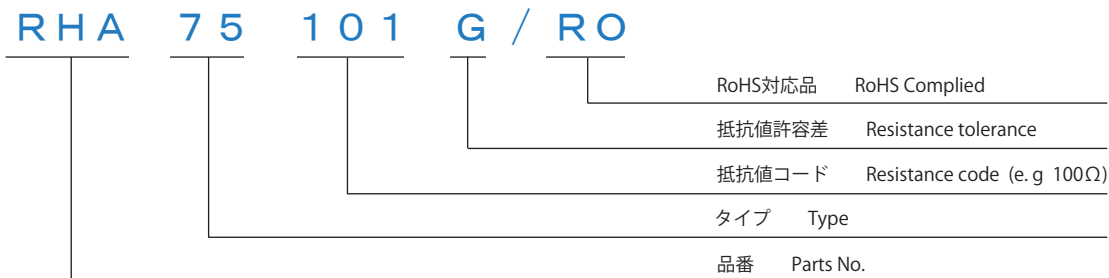 RHA 75 101 G / RO
RoHS対応品 RoHS Complied
抵抗値許容差 Resistance tolerance
抵抗値コード Resistance code (e. g 100Ω)
タイプ Type
品番 Parts No.